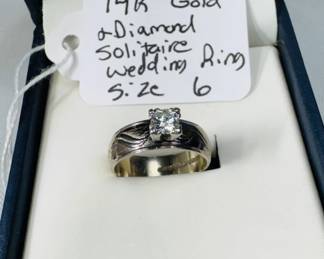 14k Gold
& Diamond
Solitaire
wedding Ring
Size 6